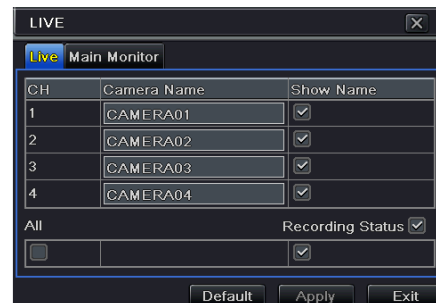 LIVE
Live Main Monitor
CH Camera Name Show Name
1 CAMERA01
2 CAMERA02
3 CAMERA03
4 CAMERA04
All Recording Status
Default Apply Exit